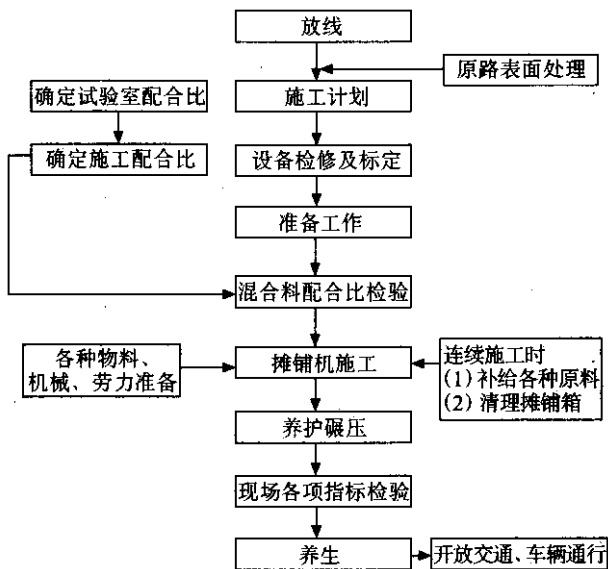 放线
原路表面处理
确定试验室配合比
施工计划
确定施工配合比
设备检修及标定
准备工作
混合料配合比检验
各种物料、
机械、劳力准备
摊铺机施工
连续施工时
(1) 补给各种原料
(2) 清理摊铺箱
养护碾压
现场各项指标检验
养生
开放交通、车辆通行